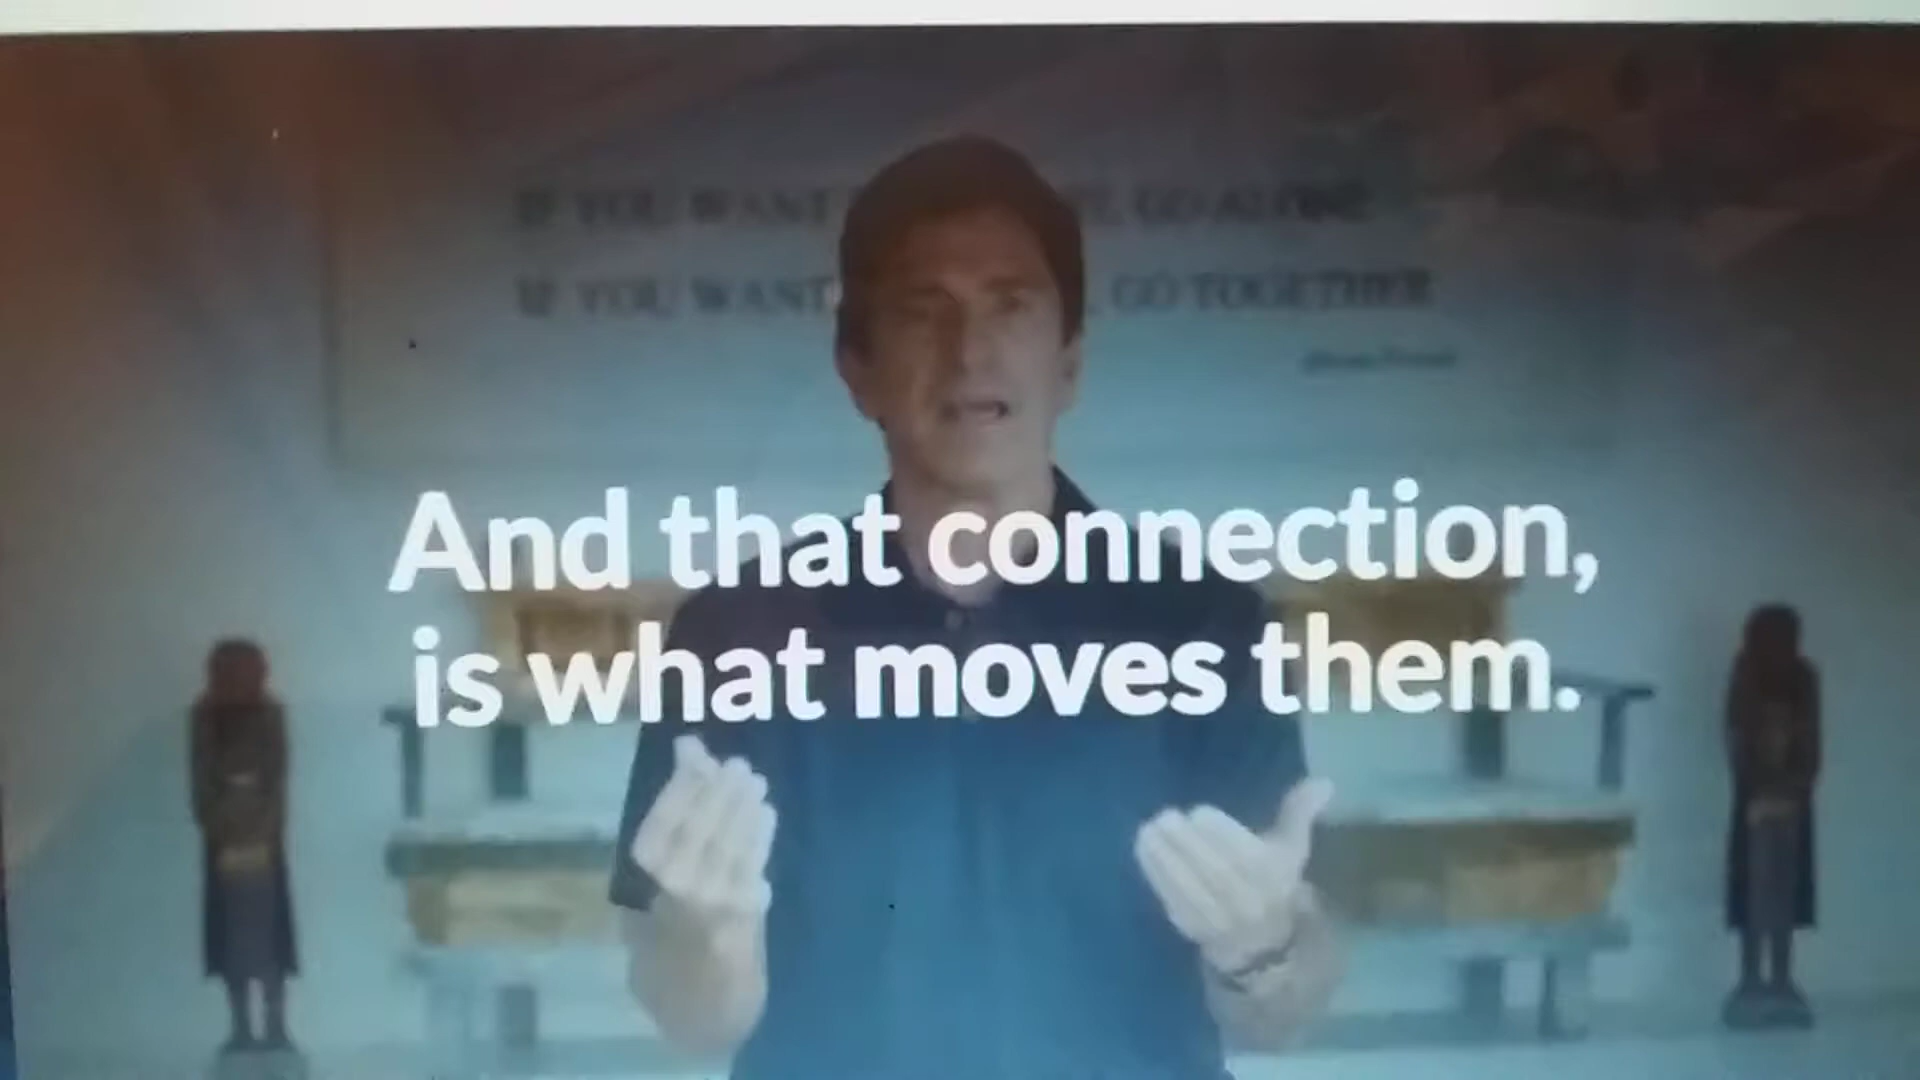 IF YOU WANT GO ALONE
IF YOU WANT GO TOGETHER
And that connection,
is what moves them.